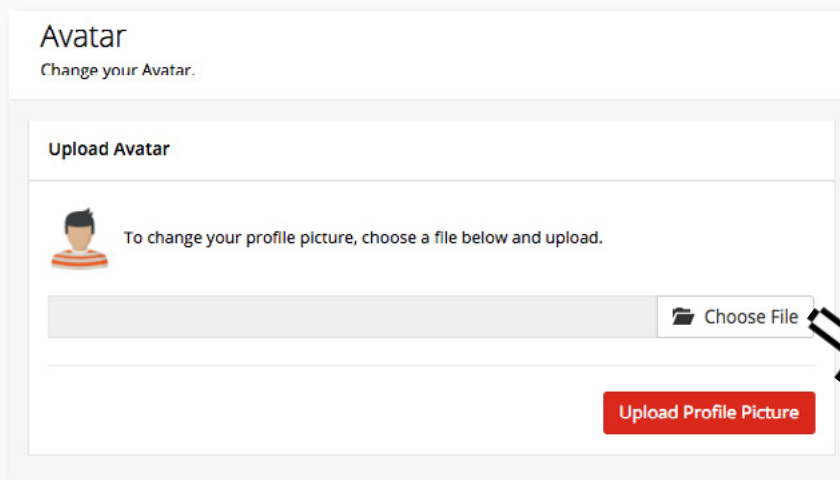 Avatar
Change your Avatar.
Upload Avatar
To change your profile picture, choose a file below and upload.
Choose File
Upload Profile Picture